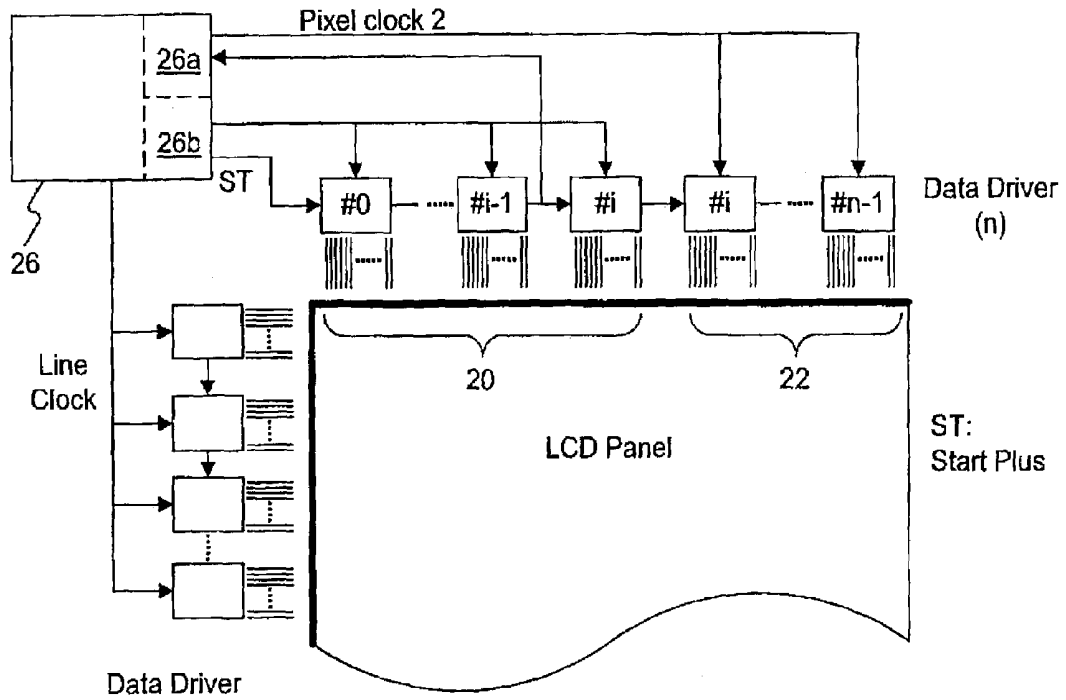 Pixel clock 2
26a
26b
ST
26
#0 ····· #i-1 #i #i ····· #n-1
Data Driver
(n)
20
22
Line
Clock
LCD Panel
ST:
Start Plus
Data Driver